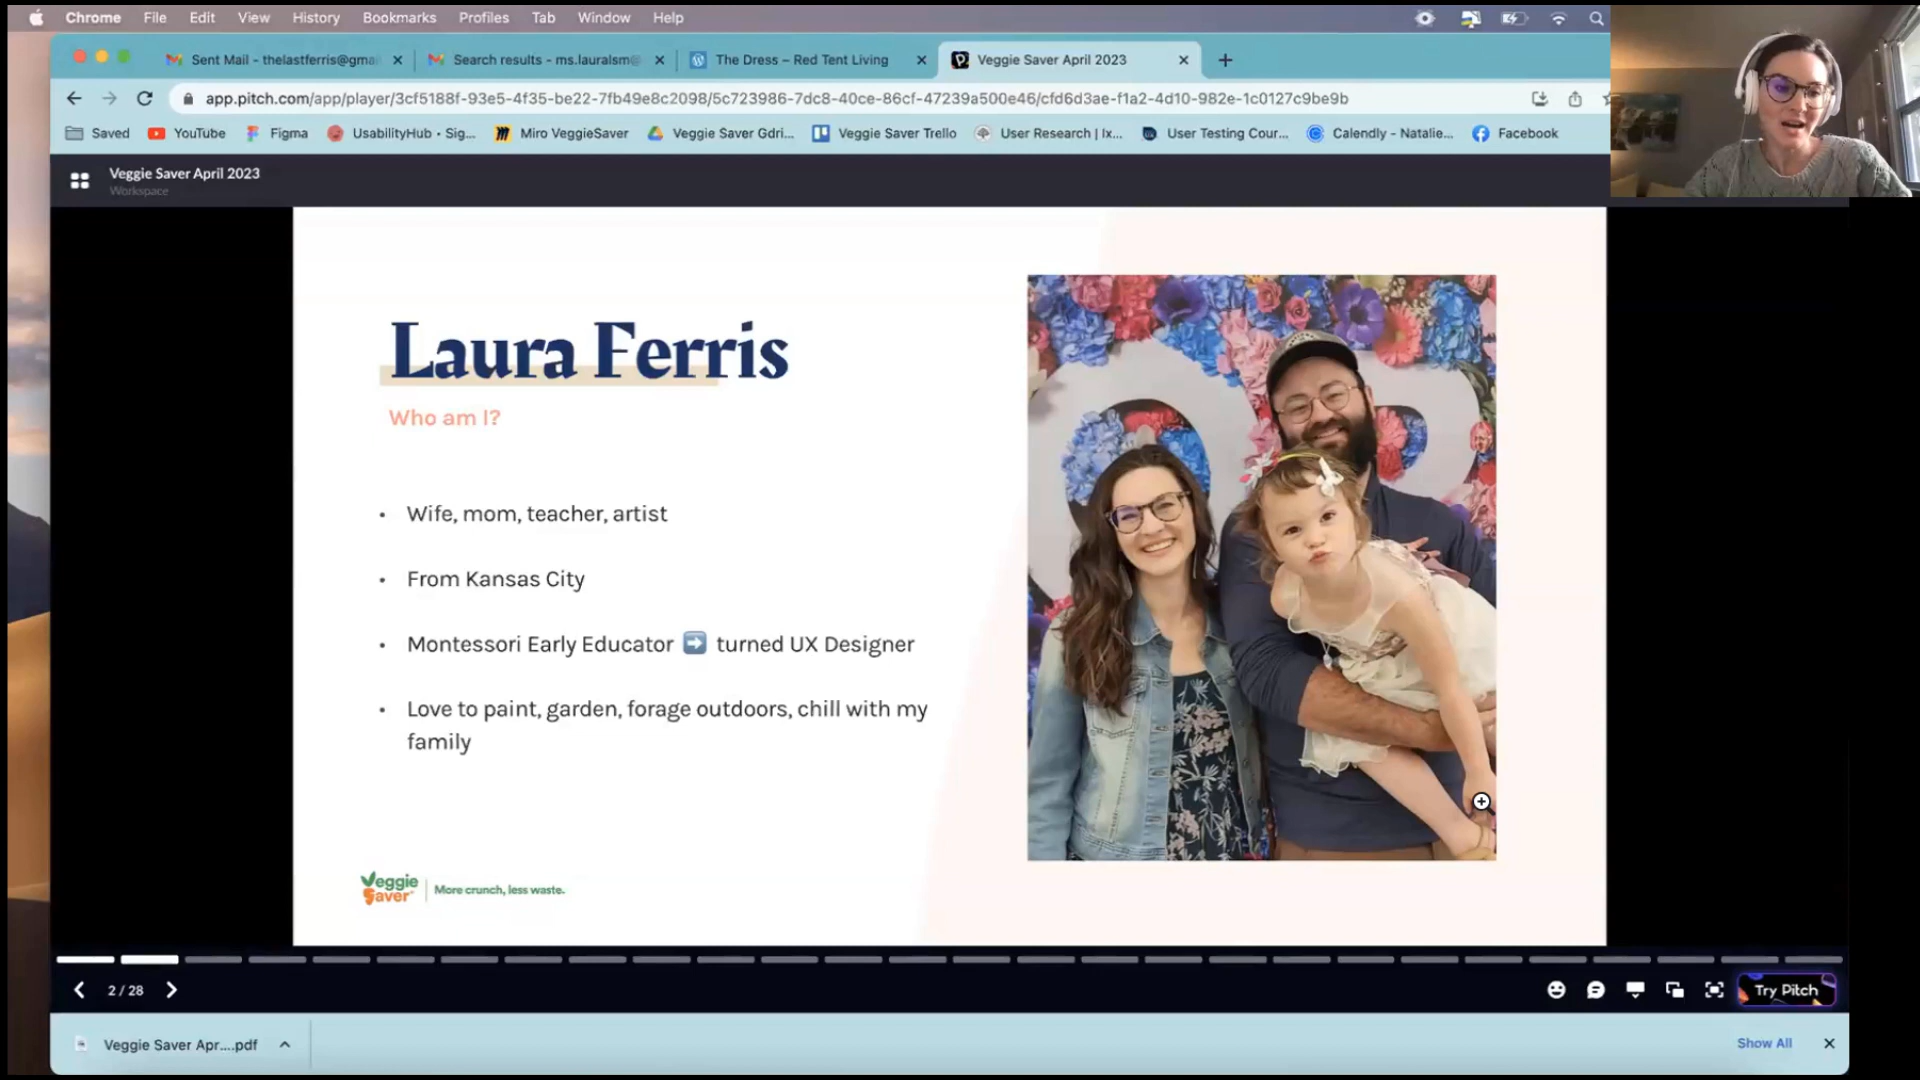 Chrome File Edit View History Bookmarks Profiles Tab Window Help
Sent Mail - thelastferris@gmai
Search results - ms.lauralsm@
The Dress – Red Tent Living
Veggie Saver April 2023
app.pitch.com/app/player/3cf5188f-93e5-4f35-be22-7fb49e8c2098/5c723986-7dc8-40ce-86cf-47239a500e46/cfd6d3ae-f1a2-4d10-982e-1c0127c9be9b
Saved YouTube Figma UsabilityHub • Sig... Miro VeggieSaver Veggie Saver Gdri... Veggie Saver Trello User Research | Ix... User Testing Cour... Calendly - Natalie... Facebook
Veggie Saver April 2023
Workspace
Laura Ferris
Who am I?
• Wife, mom, teacher, artist
• From Kansas City
• Montessori Early Educator ➡ turned UX Designer
• Love to paint, garden, forage outdoors, chill with my
family
Veggie
Saver
More crunch, less waste.
2 / 28
Try Pitch
Veggie Saver Apr....pdf
Show All